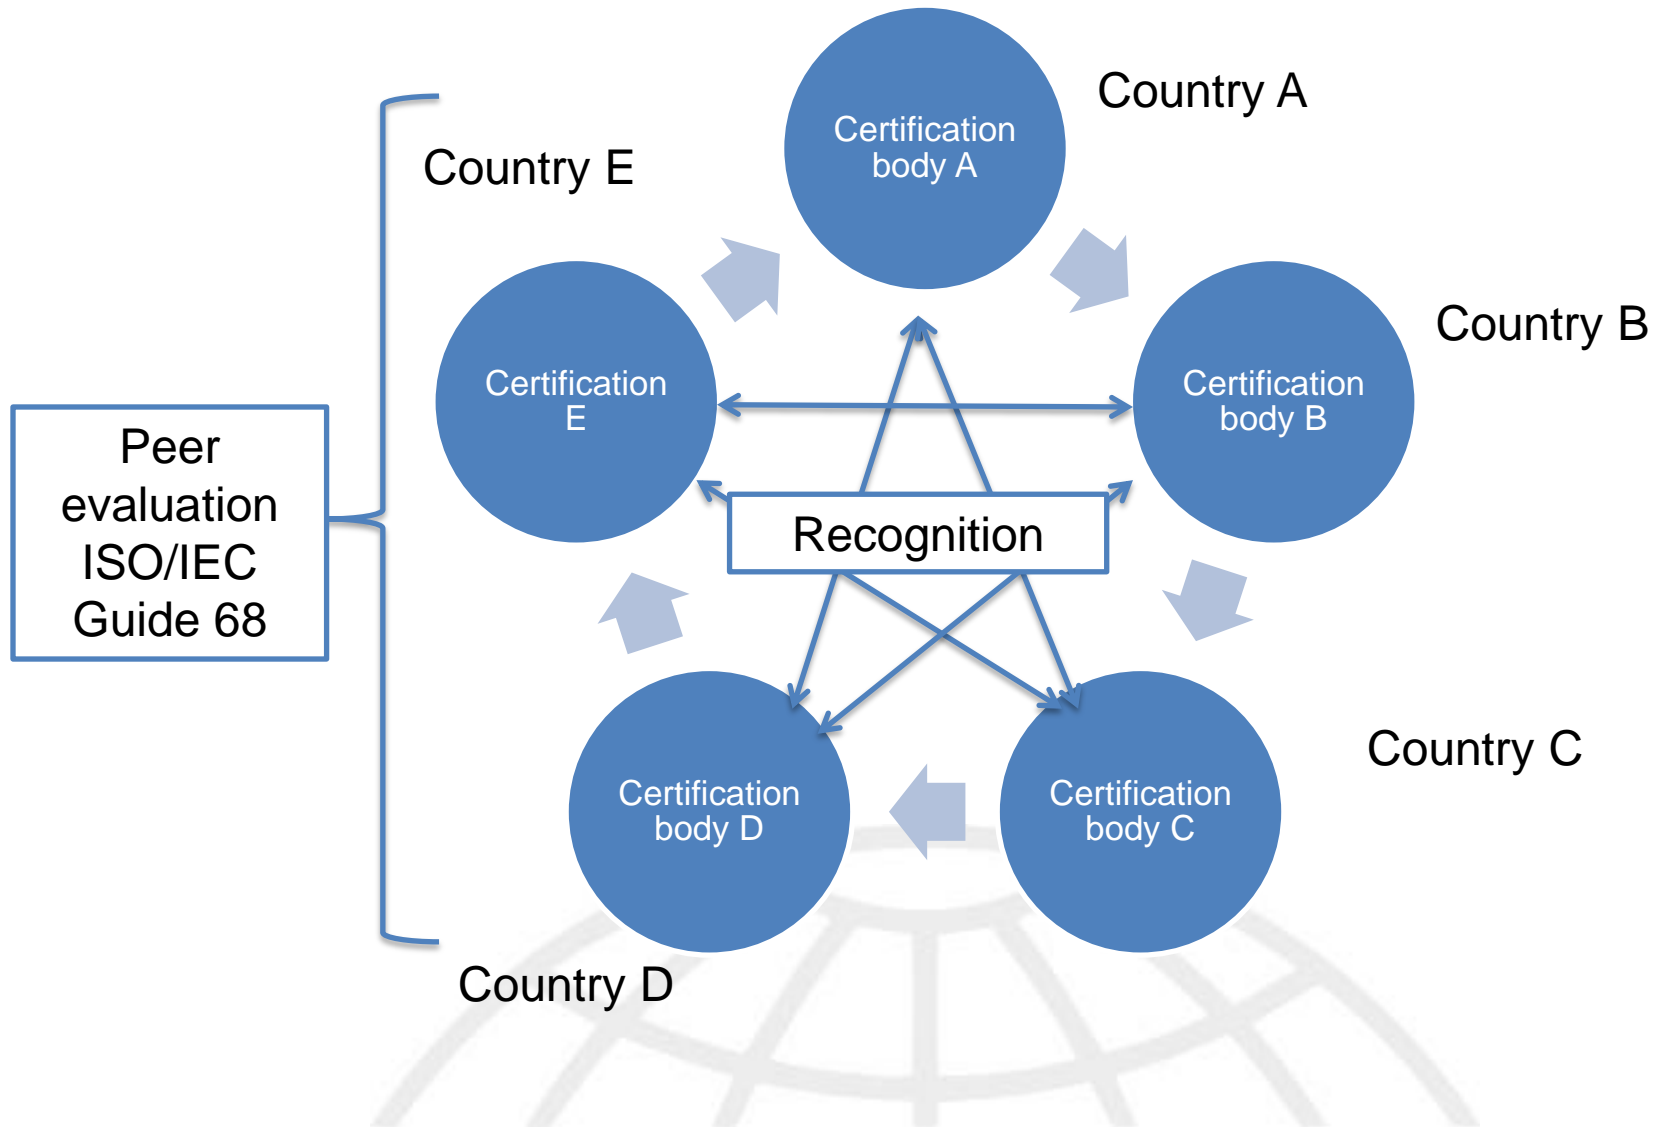 Certification
body A
Country A
Country E
Country B
Certification
E
Certification
body B
Peer
evaluation
ISO/IEC
Guide 68
Recognition
Country C
Certification
body D
Certification
body C
Country D